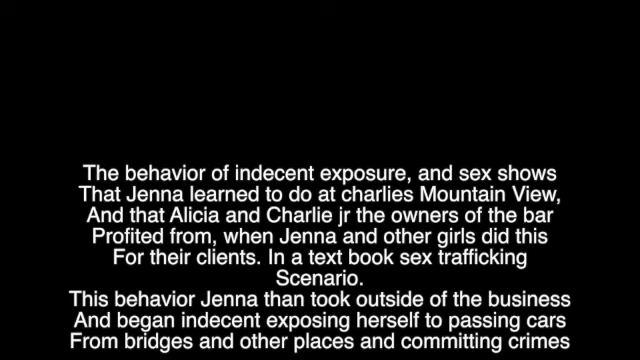 The behavior of indecent exposure, and sex shows
That Jenna learned to do at charlies Mountain View,
And that Alicia and Charlie jr the owners of the bar
Profited from, when Jenna and other girls did this
For their clients. In a text book sex trafficking
Scenario.
This behavior Jenna than took outside of the business
And began indecent exposing herself to passing cars
From bridges and other places and committing crimes